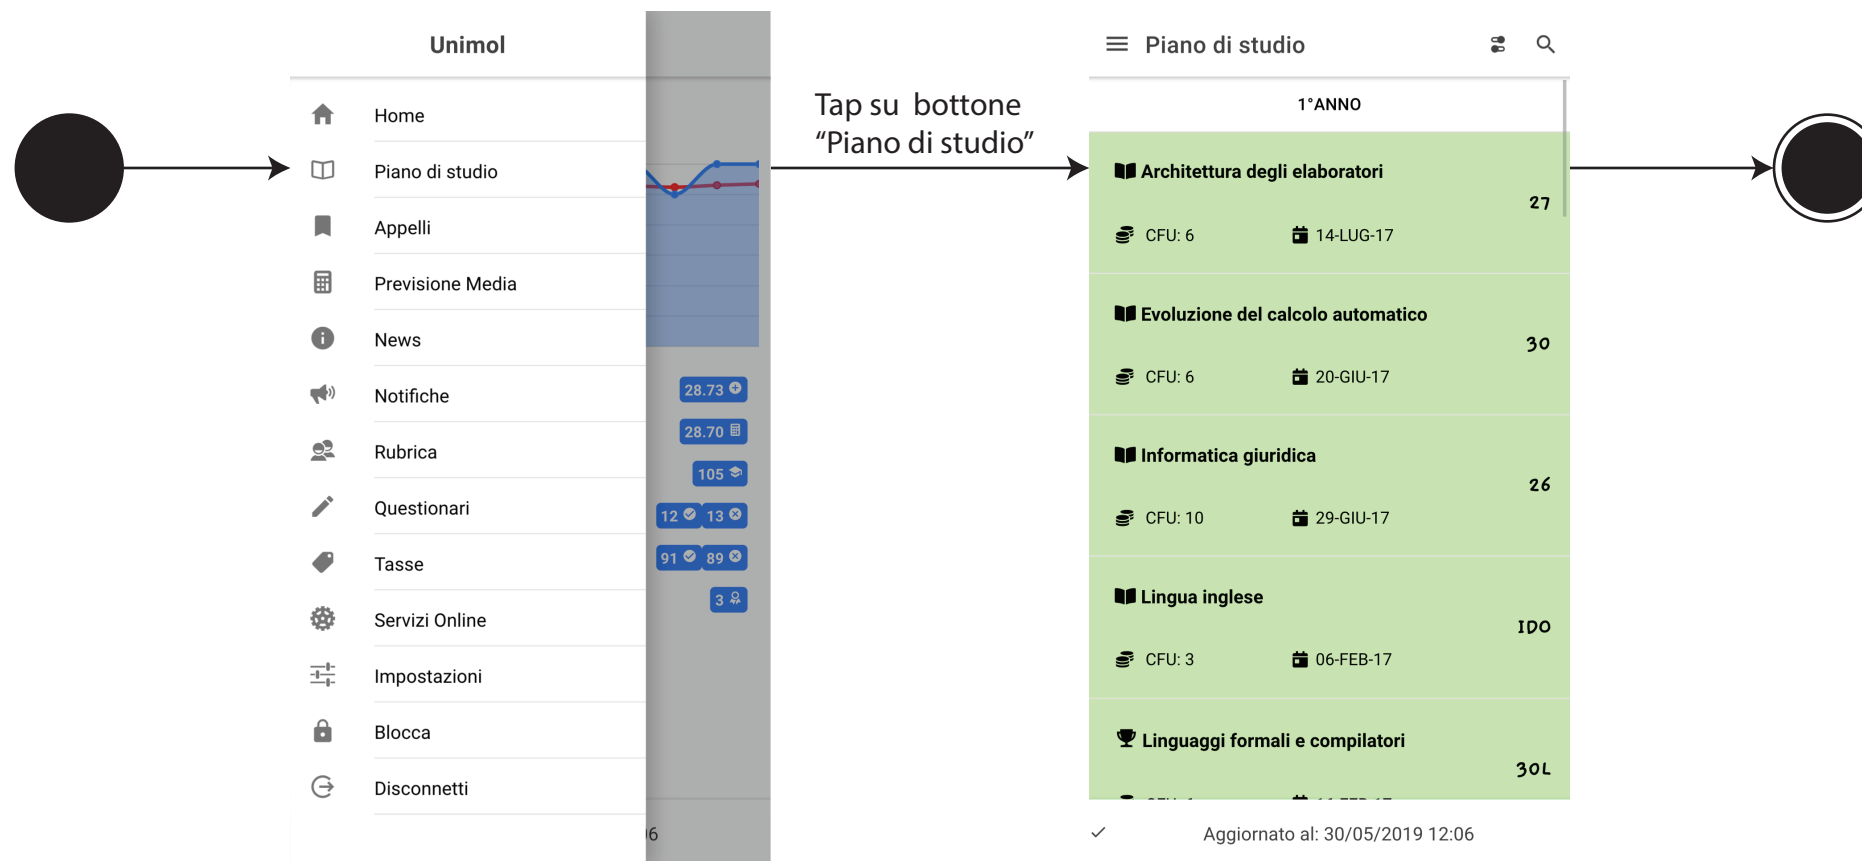 Unimol
Home
Piano di studio
Appelli
Previsione Media
News
Notifiche
Rubrica
Questionari
Tasse
Servizi Online
Impostazioni
Blocca
Disconnetti
28.73
28.70
105
12 13
91 89
3
06
Tap su bottone
“Piano di studio”
Piano di studio
1°ANNO
Architettura degli elaboratori
27
CFU: 6 14-LUG-17
Evoluzione del calcolo automatico
30
CFU: 6 20-GIU-17
Informatica giuridica
26
CFU: 10 29-GIU-17
Lingua inglese
IDO
CFU: 3 06-FEB-17
Linguaggi formali e compilatori
30L
Aggiornato al: 30/05/2019 12:06